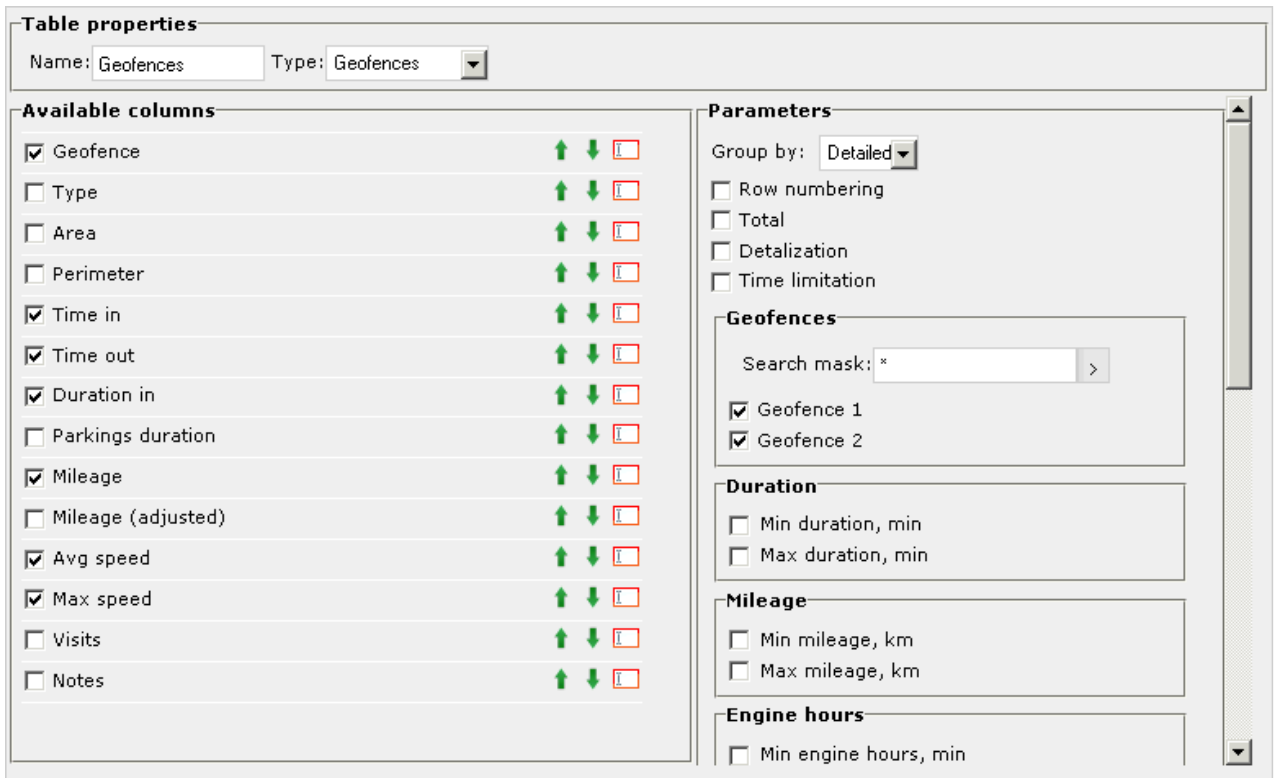 Table properties
Name: Geofences Type: Geofences
Available columns
Geofence
Type
Area
Perimeter
Time in
Time out
Duration in
Parkings duration
Mileage
Mileage (adjusted)
Avg speed
Max speed
Visits
Notes
Parameters
Group by: Detailed
Row numbering
Total
Detalization
Time limitation
Geofences
Search mask: * >
Geofence 1
Geofence 2
Duration
Min duration, min
Max duration, min
Mileage
Min mileage, km
Max mileage, km
Engine hours
Min engine hours, min